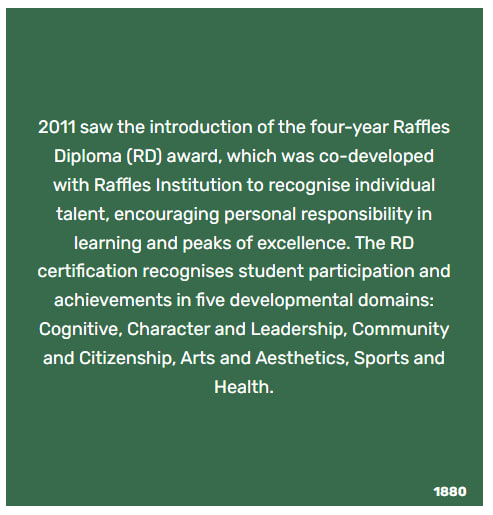 2011 saw the introduction of the four-year Raffles
Diploma (RD) award, which was co-developed
with Raffles Institution to recognise individual
talent, encouraging personal responsibility in
learning and peaks of excellence. The RD
certification recognises student participation and
achievements in five developmental domains:
Cognitive, Character and Leadership, Community
and Citizenship, Arts and Aesthetics, Sports and
Health.
1880